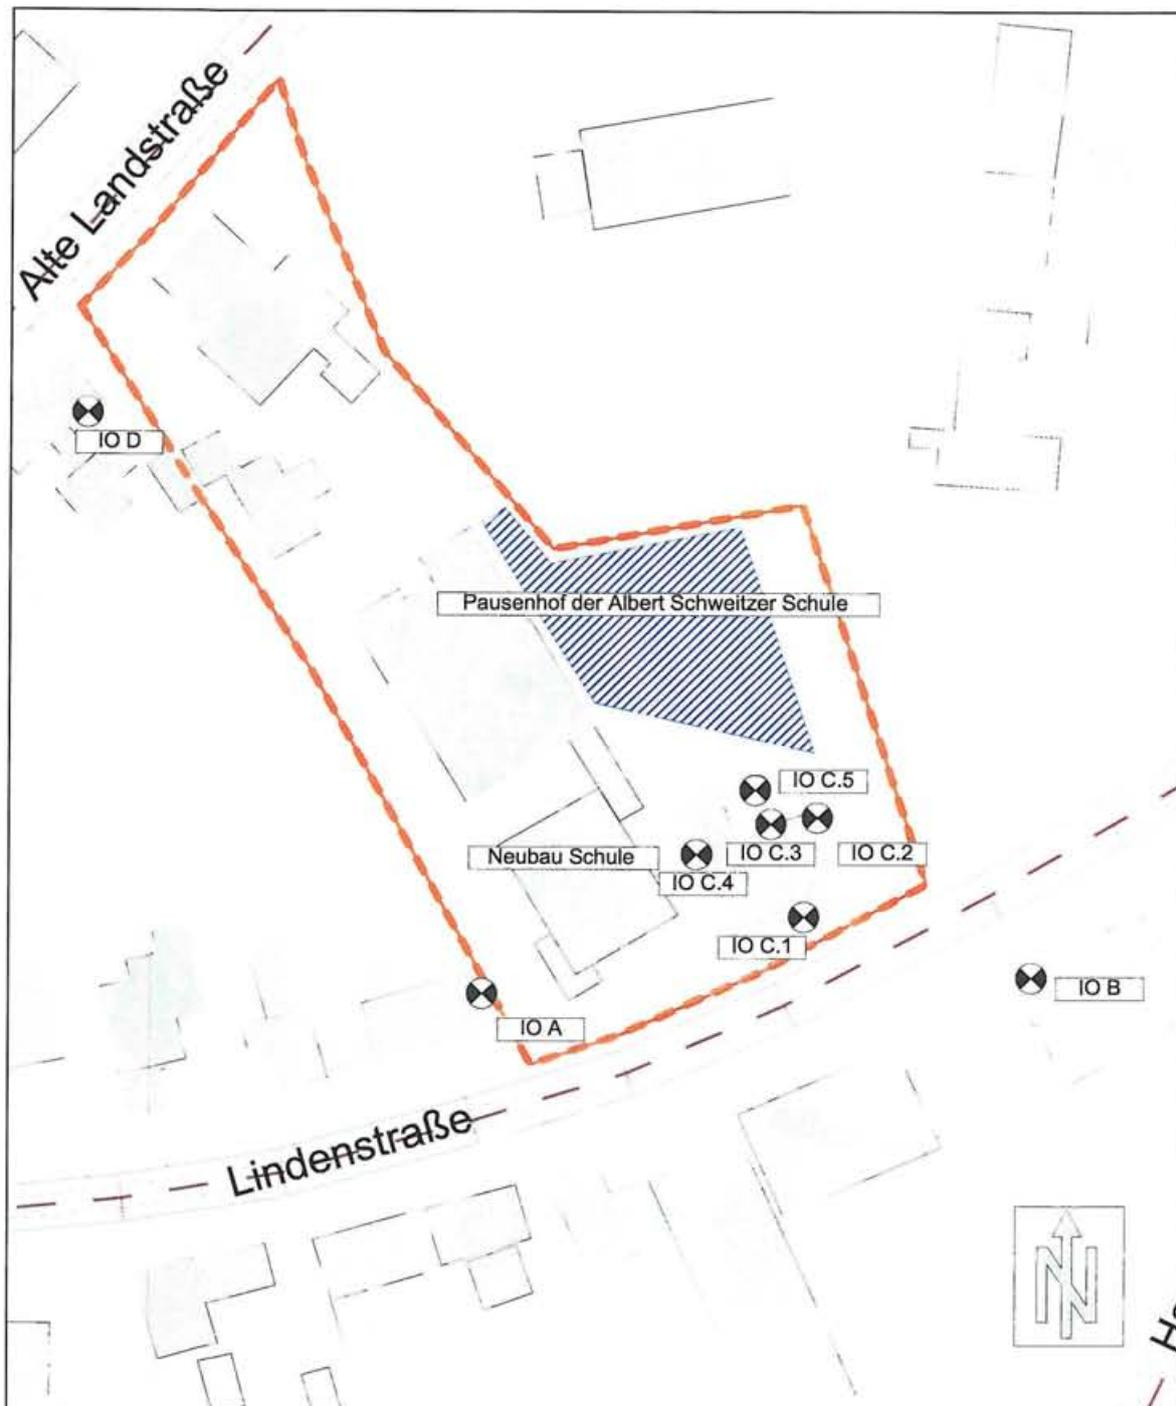 Alte Landstraße
IO D
Pausenhof der Albert Schweitzer Schule
IO C.5
Neubau Schule
IO C.3
IO C.2
IO C.4
IO C.1
IO B
IO A
Lindenstraße
N